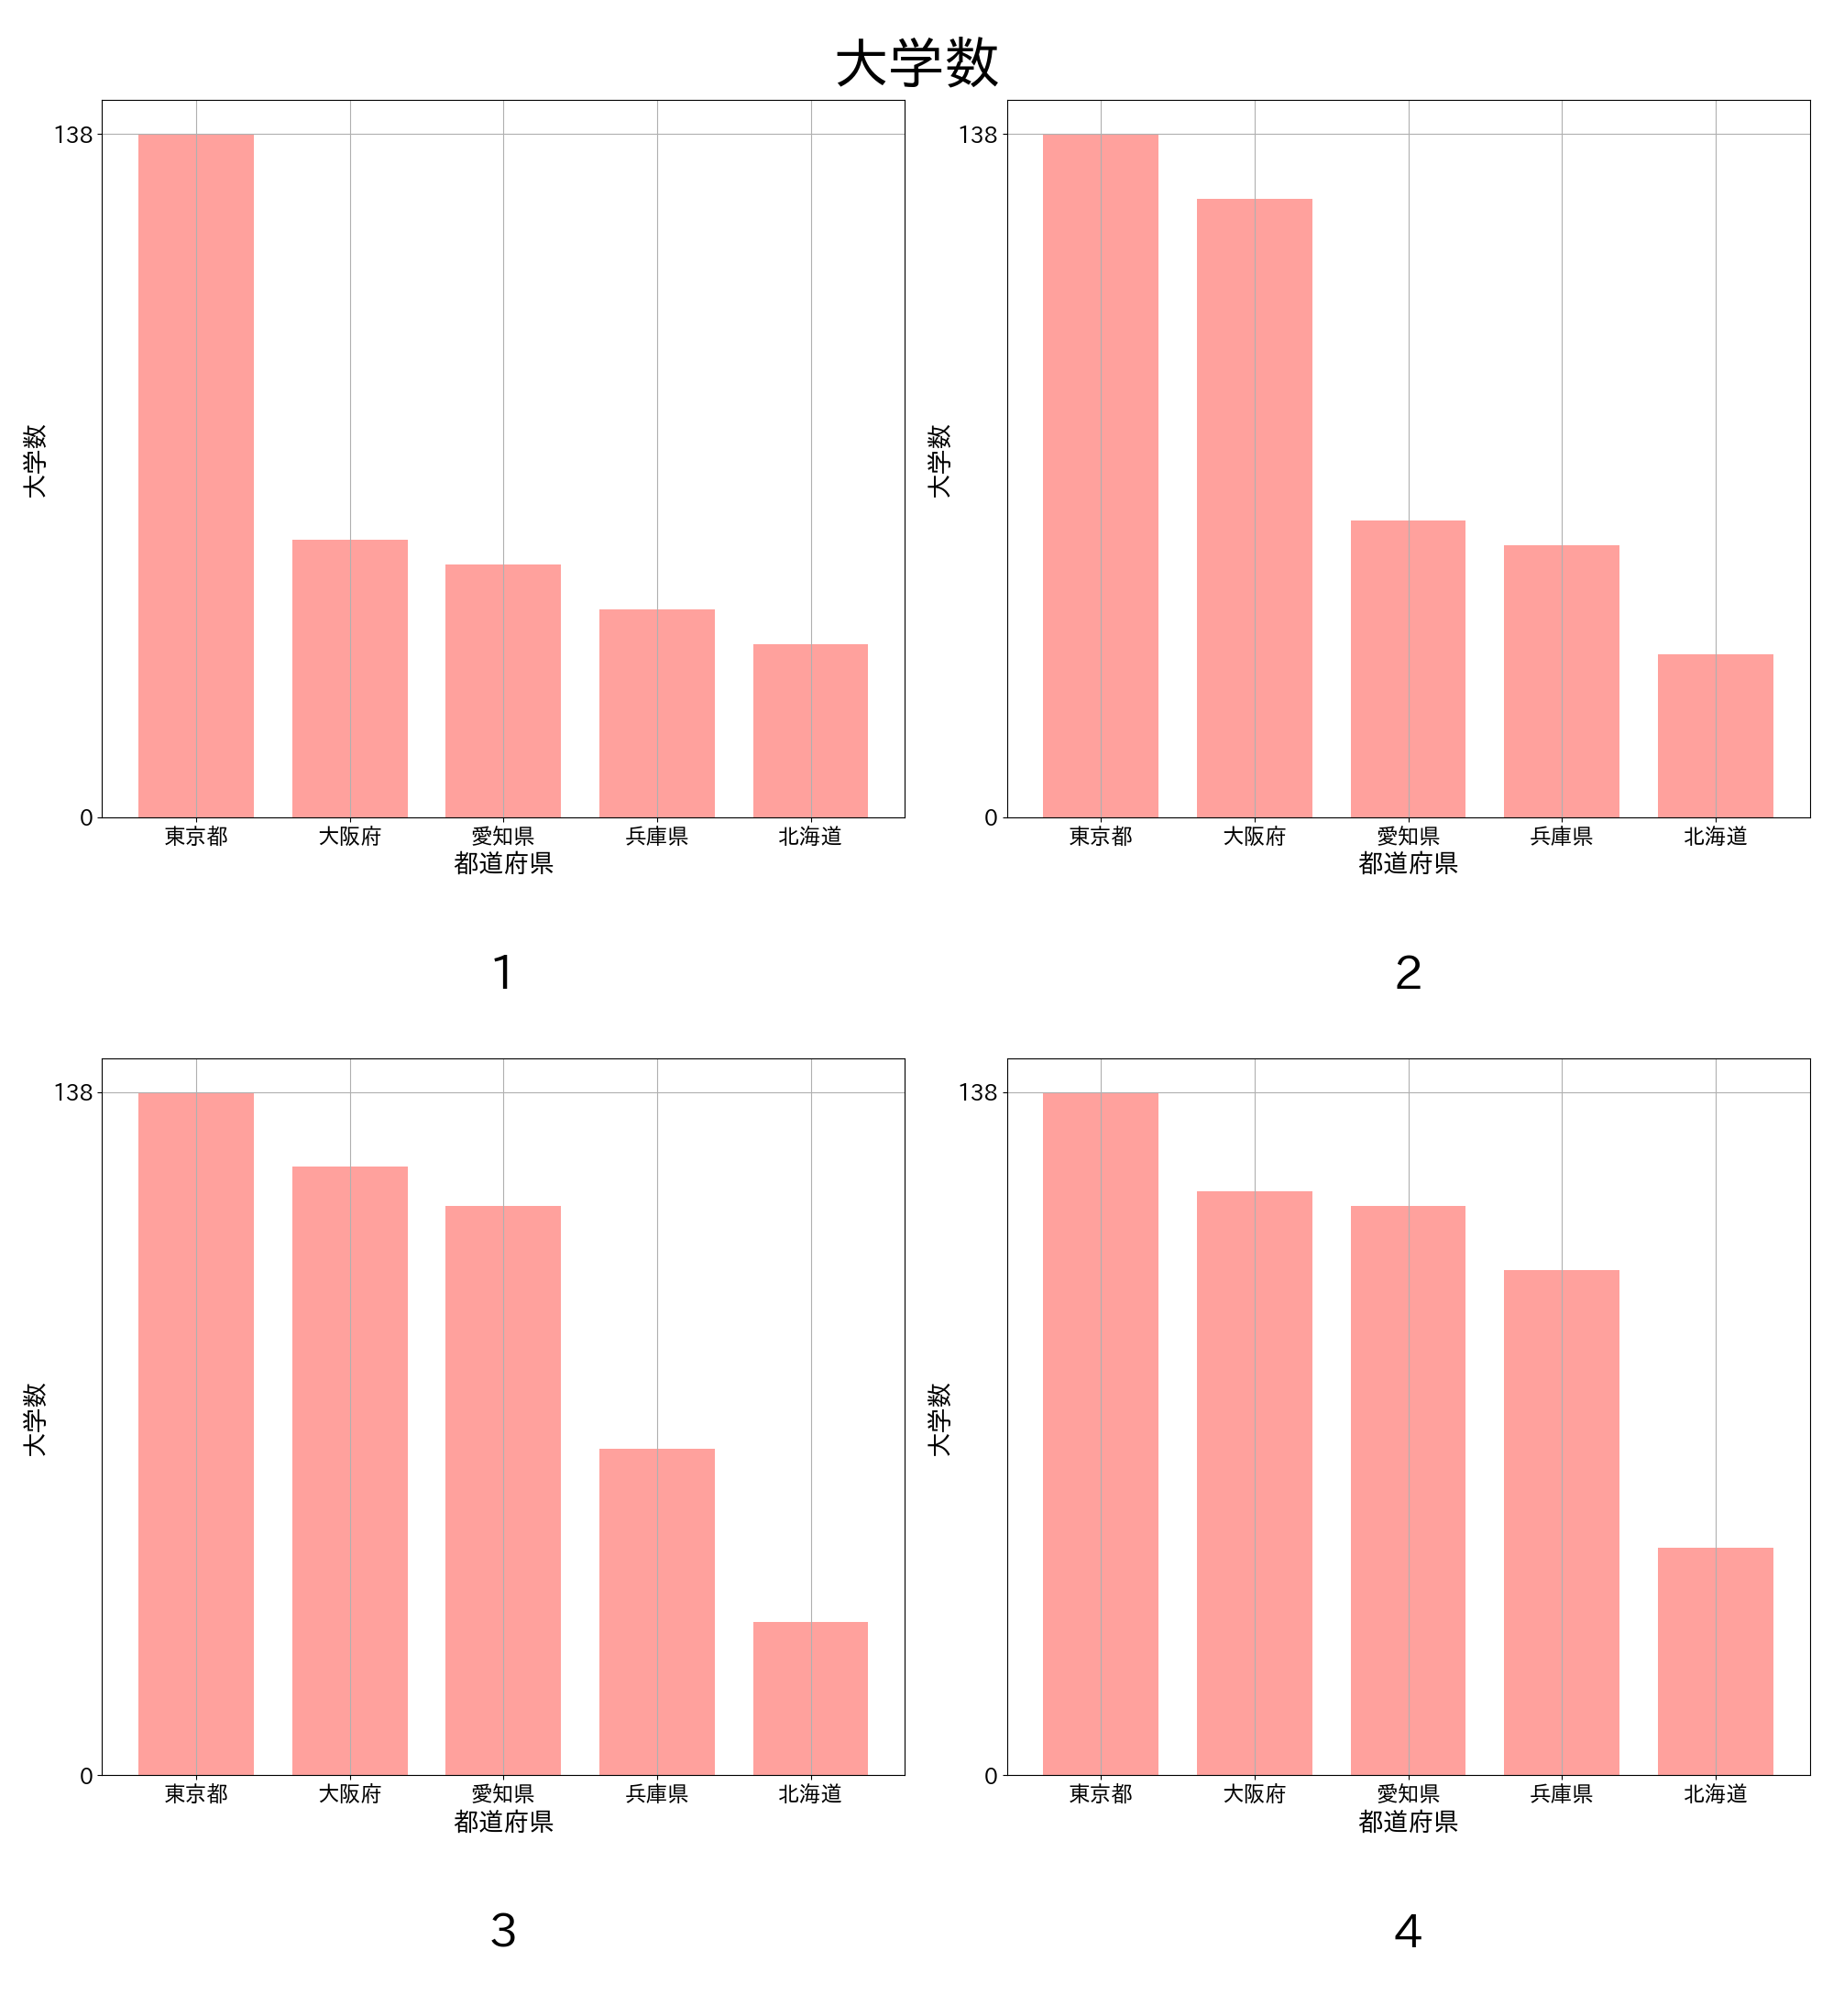 大学数
138
0
大学数
東京都 大阪府 愛知県 兵庫県 北海道
都道府県
1
138
0
大学数
東京都 大阪府 愛知県 兵庫県 北海道
都道府県
2
138
0
大学数
東京都 大阪府 愛知県 兵庫県 北海道
都道府県
3
138
0
大学数
東京都 大阪府 愛知県 兵庫県 北海道
都道府県
4